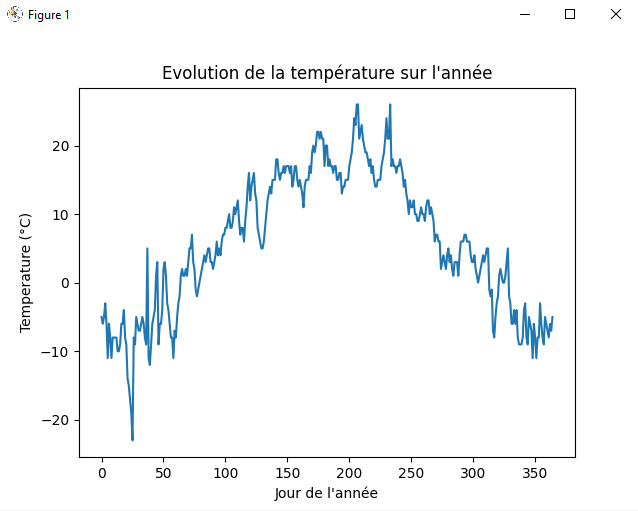 Figure 1
Evolution de la température sur l'année
Temperature (°C)
20
10
0
−10
−20
0 50 100 150 200 250 300 350
Jour de l'année